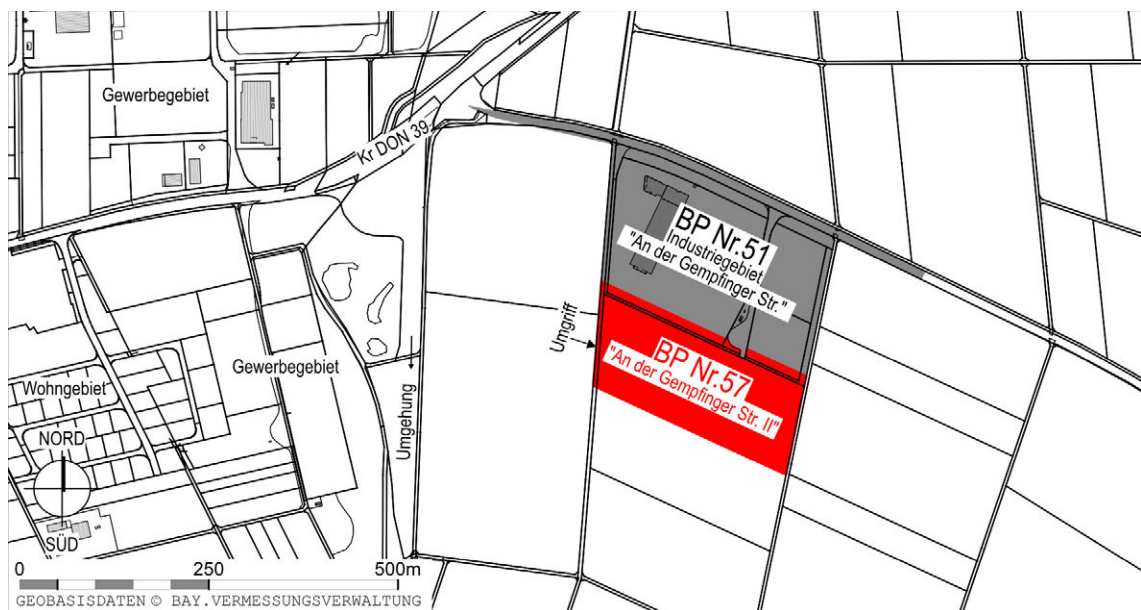 Gewerbegebiet
Kr DON 39
BP Nr.51
Industriegebiet
"An der Gempfinger Str."
Umgriff
BP Nr.57
"An der Gempfinger Str. II"
Gewerbegebiet
Wohngebiet
Umgehung
NORD
SÜD
0 250 500m
GEOBASISDATEN © BAY.VERMESSUNGSVERWALTUNG